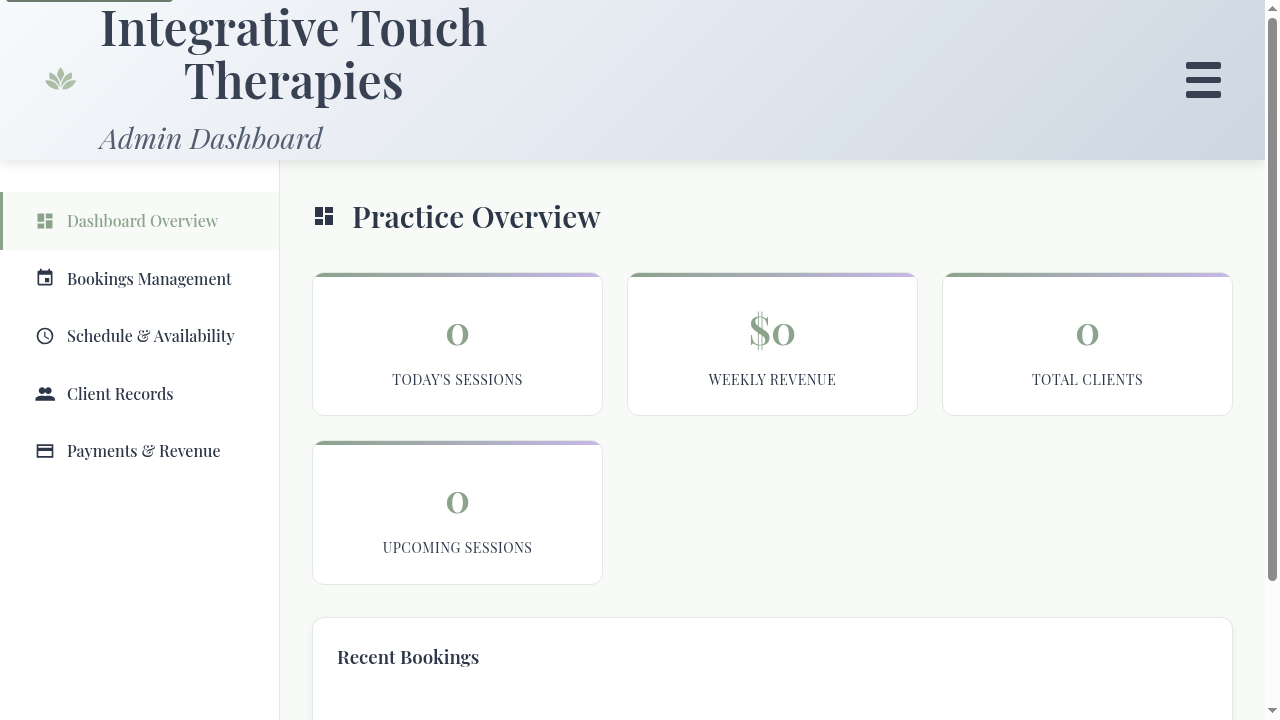 Integrative Touch
Therapies
Admin Dashboard
Dashboard Overview
Bookings Management
Schedule & Availability
Client Records
Payments & Revenue
Practice Overview
0
TODAY'S SESSIONS
$0
WEEKLY REVENUE
0
TOTAL CLIENTS
0
UPCOMING SESSIONS
Recent Bookings